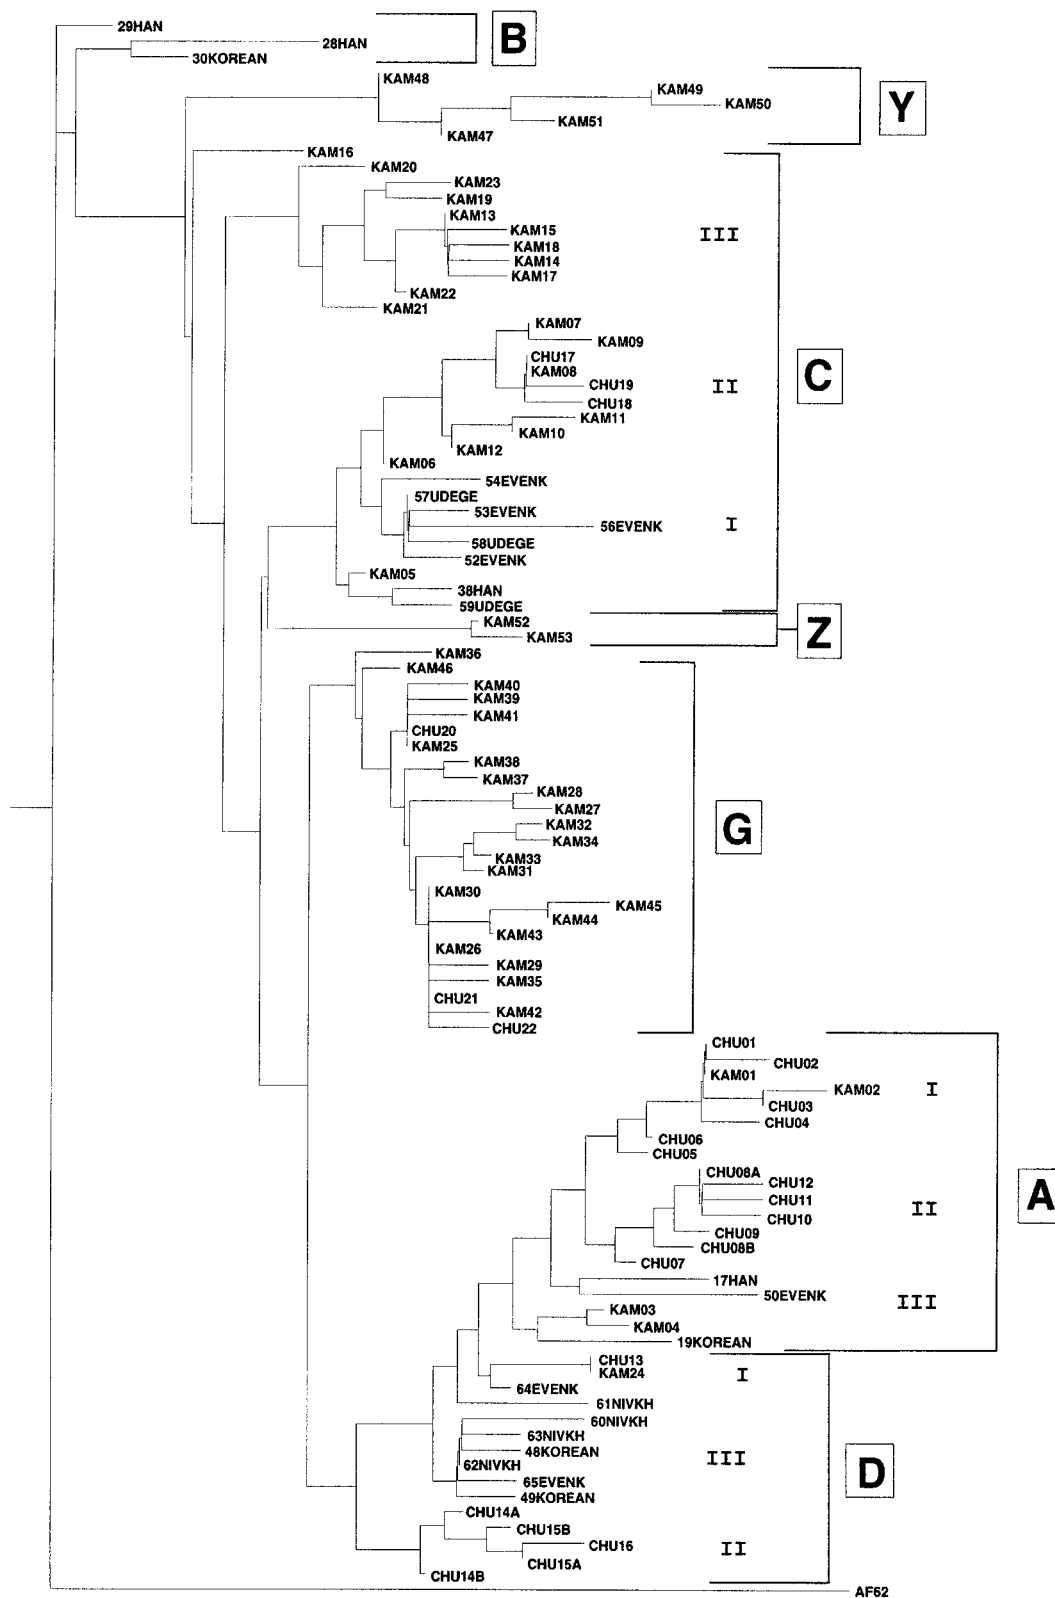 29HAN
28HAN
30KOREAN
B
KAM48
KAM49
KAM50
KAM51
KAM47
Y
KAM16
KAM20
KAM23
KAM19
KAM13
KAM15
KAM18
KAM14
KAM17
KAM22
KAM21
III
KAM07
KAM09
CHU17
KAM08
CHU19
CHU18
KAM11
KAM10
KAM12
KAM06
II
C
54EVENK
57UDEGE
53EVENK
56EVENK
58UDEGE
52EVENK
I
KAM05
38HAN
59UDEGE
KAM52
KAM53
Z
KAM36
KAM46
KAM40
KAM39
KAM41
CHU20
KAM25
KAM38
KAM37
KAM28
KAM27
KAM32
KAM34
KAM33
KAM31
KAM30
KAM45
KAM44
KAM43
KAM26
KAM29
KAM35
CHU21
KAM42
CHU22
G
CHU01
CHU02
KAM01
KAM02
CHU03
CHU04
CHU06
CHU05
I
CHU08A
CHU12
CHU11
CHU10
CHU09
CHU08B
CHU07
II
A
17HAN
50EVENK
KAM03
KAM04
19KOREAN
III
CHU13
KAM24
64EVENK
I
61NIVKH
60NIVKH
63NIVKH
48KOREAN
62NIVKH
65EVENK
49KOREAN
III
D
CHU14A
CHU15B
CHU16
CHU15A
CHU14B
II
AF62